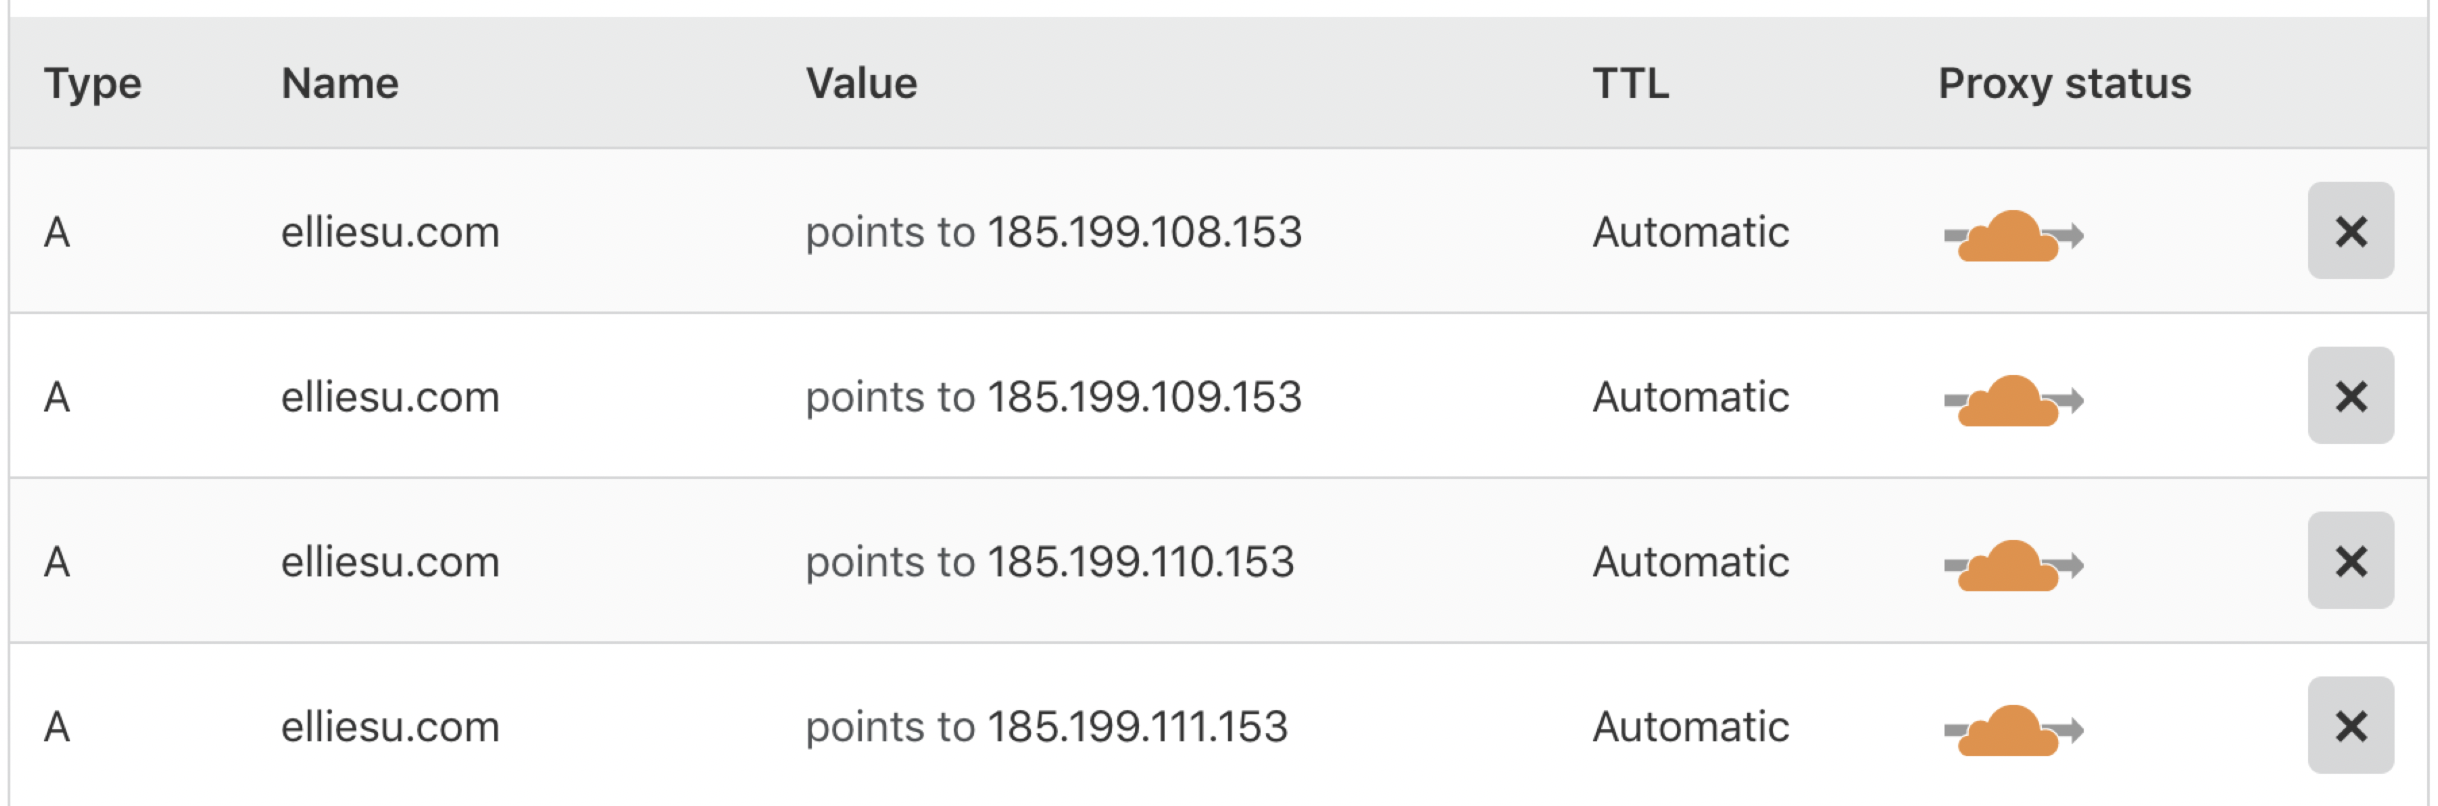 Type Name Value TTL Proxy status
A elliesu.com points to 185.199.108.153 Automatic
A elliesu.com points to 185.199.109.153 Automatic
A elliesu.com points to 185.199.110.153 Automatic
A elliesu.com points to 185.199.111.153 Automatic